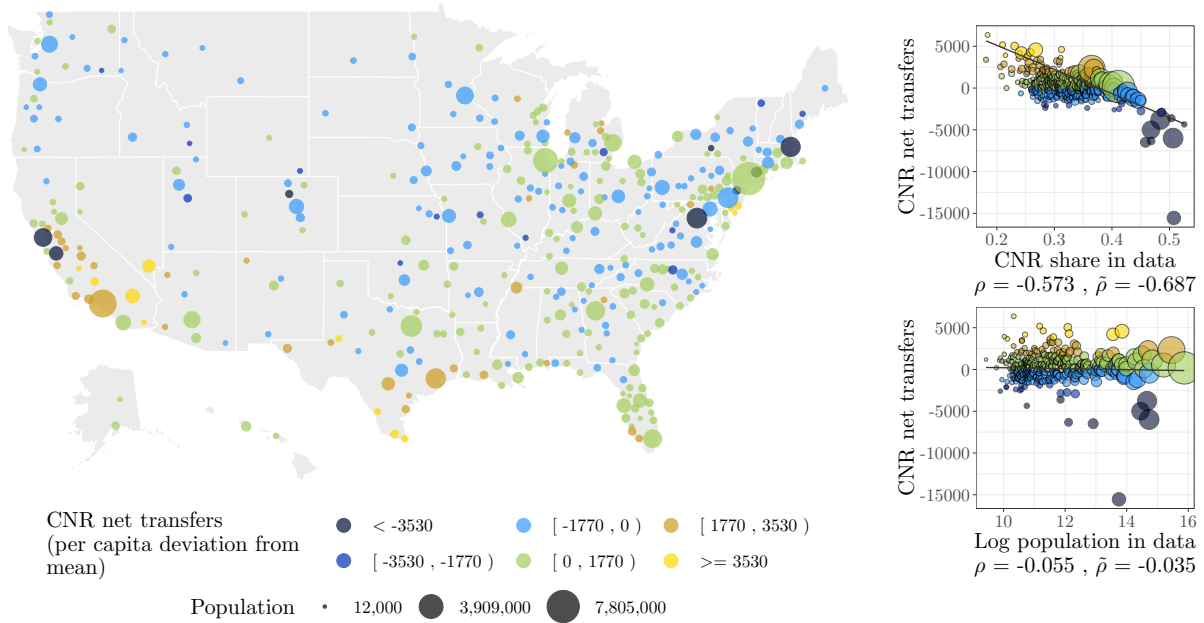 CNR net transfers
5000
0
-5000
-10000
-15000
0.2 0.3 0.4 0.5
CNR share in data
ρ = -0.573 , ρ̃ = -0.687
CNR net transfers
5000
0
-5000
-10000
-15000
10 12 14 16
Log population in data
ρ = -0.055 , ρ̃ = -0.035
CNR net transfers
(per capita deviation from
mean)
< -3530
[ -1770 , 0 )
[ 1770 , 3530 )
[ -3530 , -1770 )
[ 0 , 1770 )
>= 3530
Population 12,000 3,909,000 7,805,000